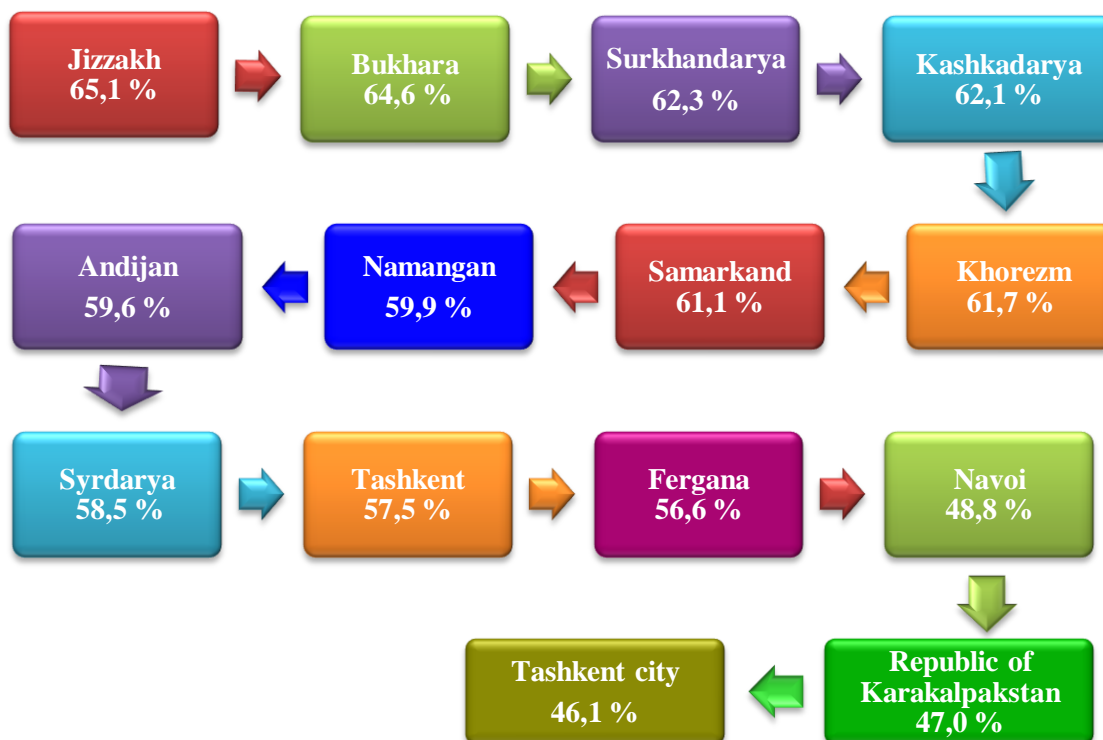 Jizzakh
65,1 %
Bukhara
64,6 %
Surkhandarya
62,3 %
Kashkadarya
62,1 %
Khorezm
61,7 %
Samarkand
61,1 %
Namangan
59,9 %
Andijan
59,6 %
Syrdarya
58,5 %
Tashkent
57,5 %
Fergana
56,6 %
Navoi
48,8 %
Republic of
Karakalpakstan
47,0 %
Tashkent city
46,1 %